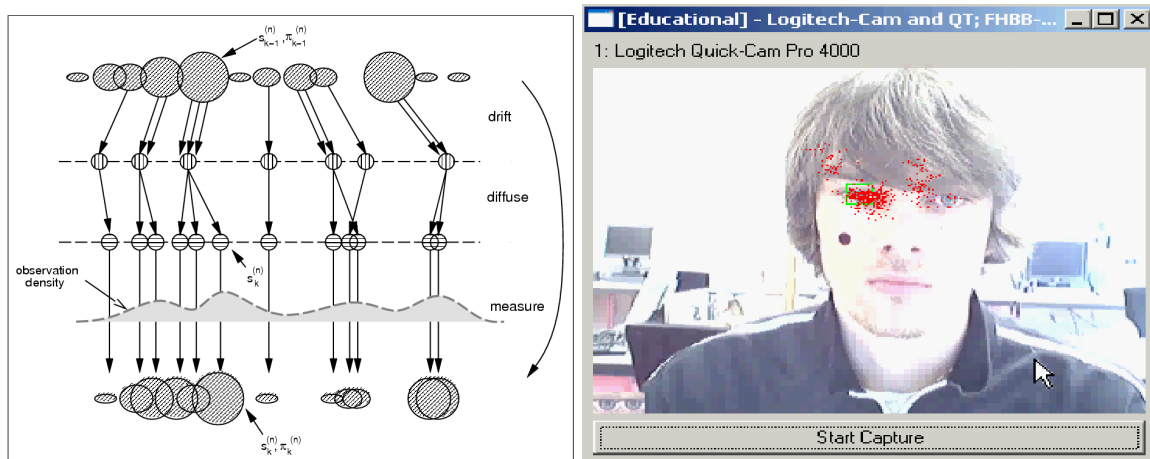 s_{k-1}^{(n)}, π_{k-1}^{(n)}
drift
diffuse
s_k^{(n)}
observation
density
measure
s_k^{(n)}, π_k^{(n)}
[Educational] - Logitech-Cam and QT; FHBB-...
1: Logitech Quick-Cam Pro 4000
Start Capture